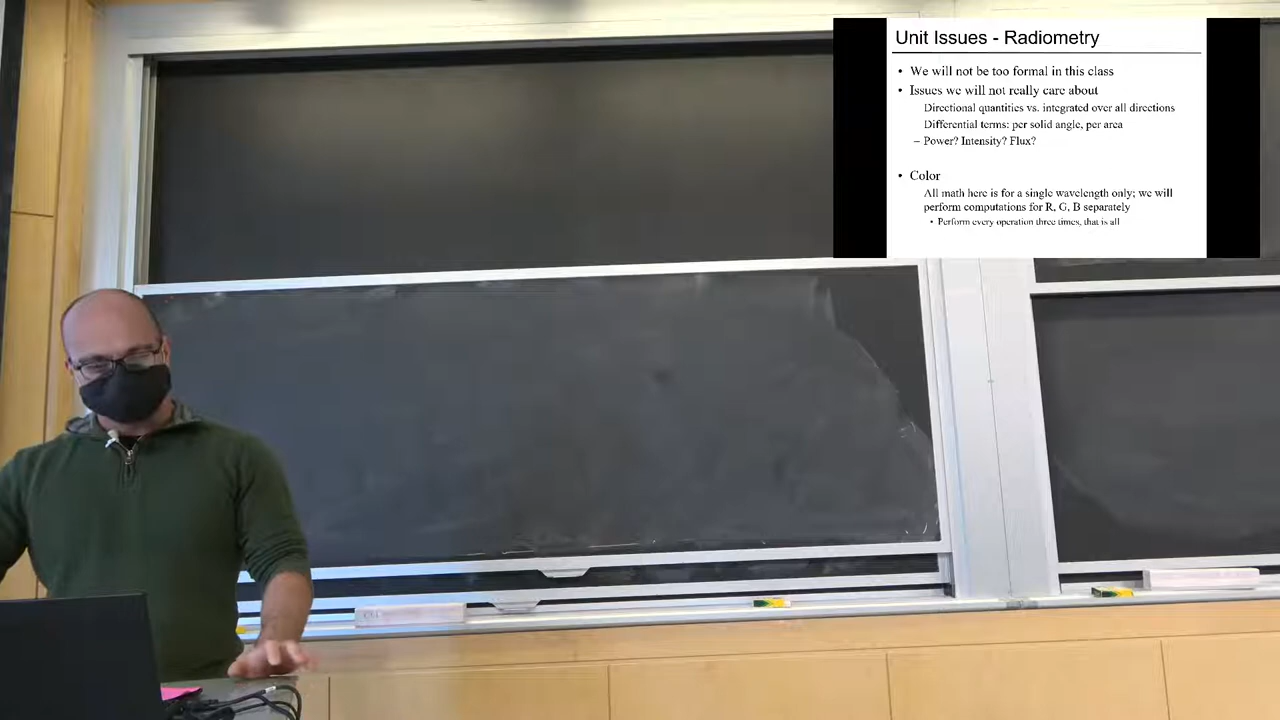 Unit Issues - Radiometry
• We will not be too formal in this class
• Issues we will not really care about
Directional quantities vs. integrated over all directions
Differential terms: per solid angle, per area
– Power? Intensity? Flux?
• Color
All math here is for a single wavelength only; we will
perform computations for R, G, B separately
• Perform every operation three times, that is all